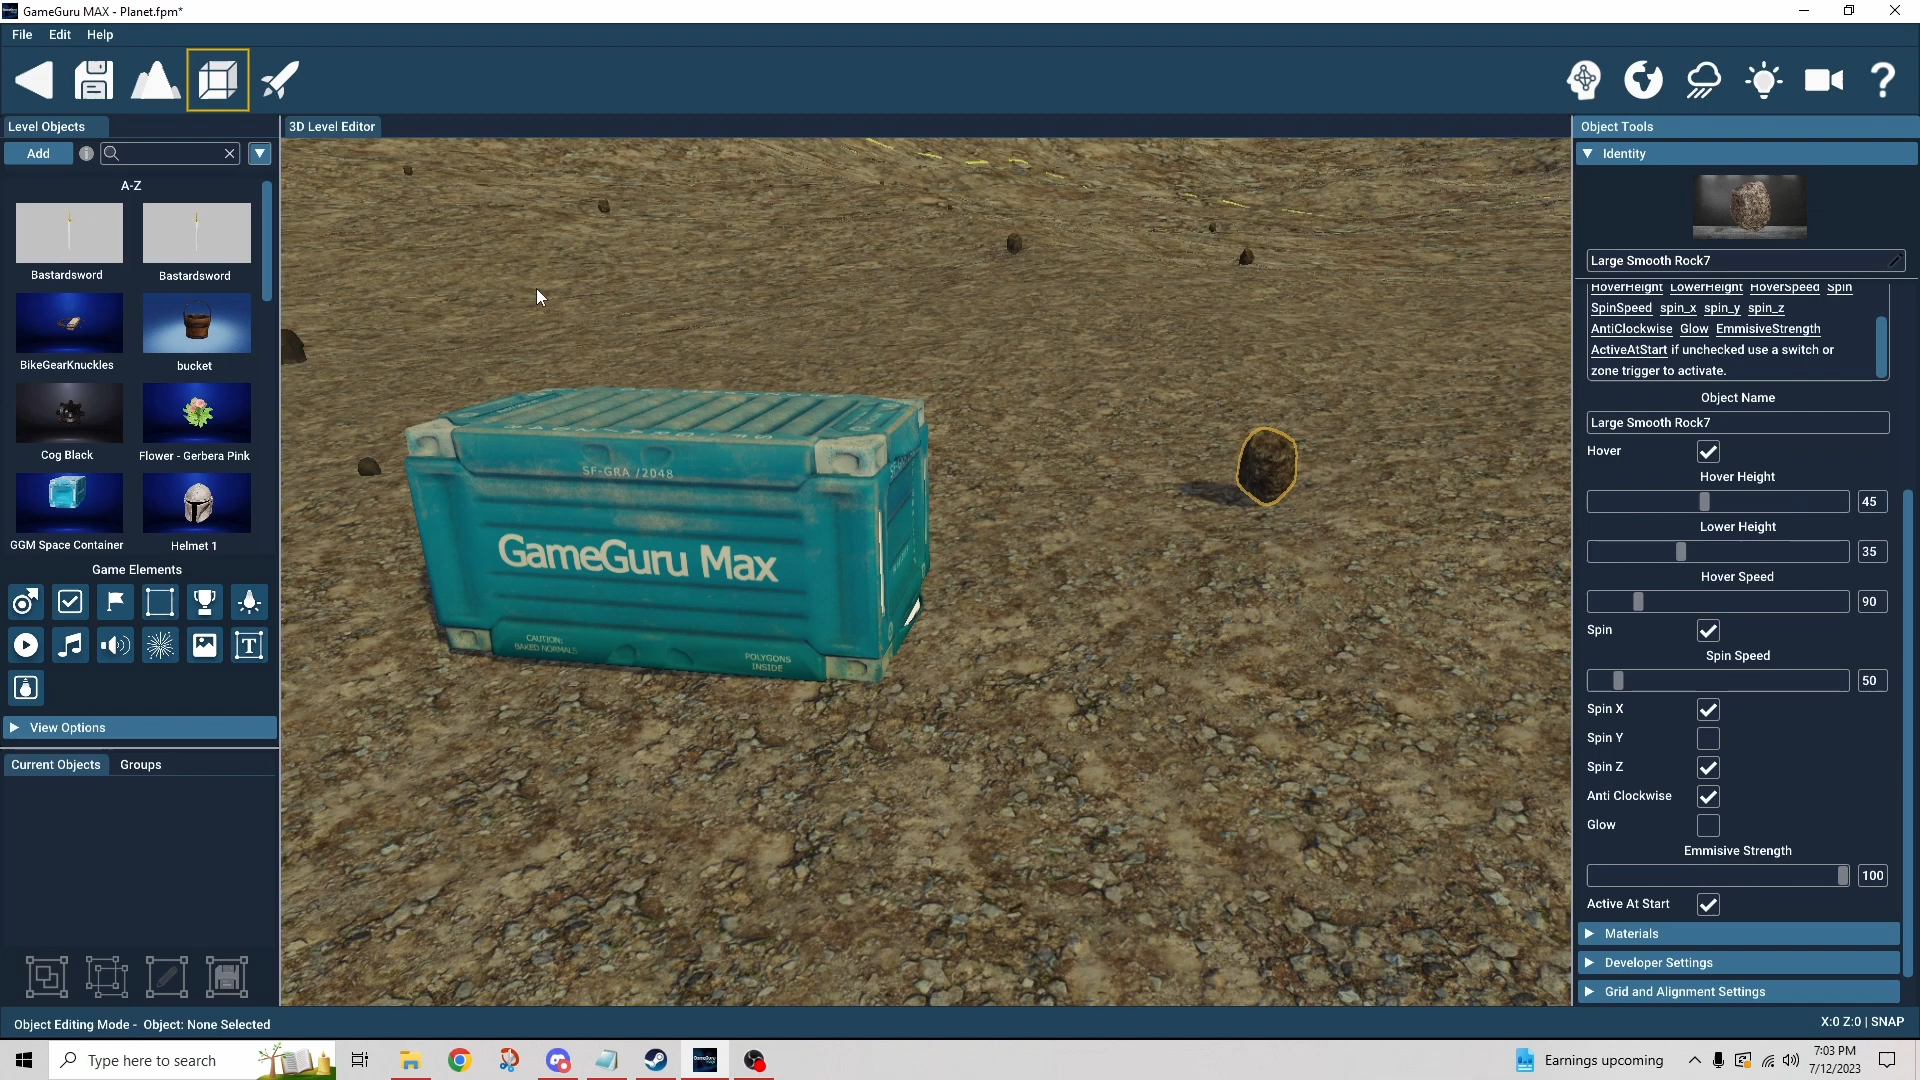 GameGuru MAX - Planet.fpm*
File Edit Help
Level Objects
Add
A-Z
Bastardsword Bastardsword
BikeGearKnuckles bucket
Cog Black Flower - Gerbera Pink
GGM Space Container Helmet 1
Game Elements
View Options
Current Objects Groups
Object Editing Mode - Object: None Selected
3D Level Editor
SF-GRA /2048
GameGuru Max
CAUTION:
BAKED NORMALS
POLYGONS
INSIDE
Object Tools
Identity
Large Smooth Rock7
HoverHeight LowerHeight HoverSpeed Spin
SpinSpeed spin_x spin_y spin_z
AntiClockwise Glow EmmisiveStrength
ActiveAtStart if unchecked use a switch or
zone trigger to activate.
Object Name
Large Smooth Rock7
Hover
Hover Height
45
Lower Height
35
Hover Speed
90
Spin
Spin Speed
50
Spin X
Spin Y
Spin Z
Anti Clockwise
Glow
Emmisive Strength
100
Active At Start
Materials
Developer Settings
Grid and Alignment Settings
X:0 Z:0 | SNAP
Type here to search
Earnings upcoming
7:03 PM
7/12/2023